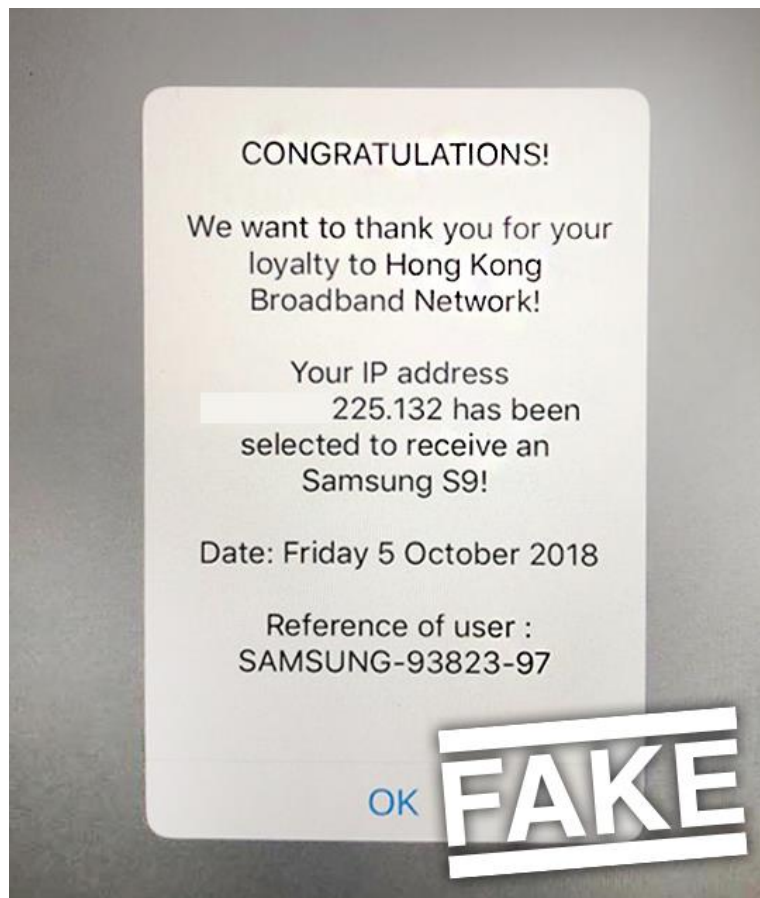 CONGRATULATIONS!
We want to thank you for your
loyalty to Hong Kong
Broadband Network!
Your IP address
225.132 has been
selected to receive an
Samsung S9!
Date: Friday 5 October 2018
Reference of user :
SAMSUNG-93823-97
OK
FAKE